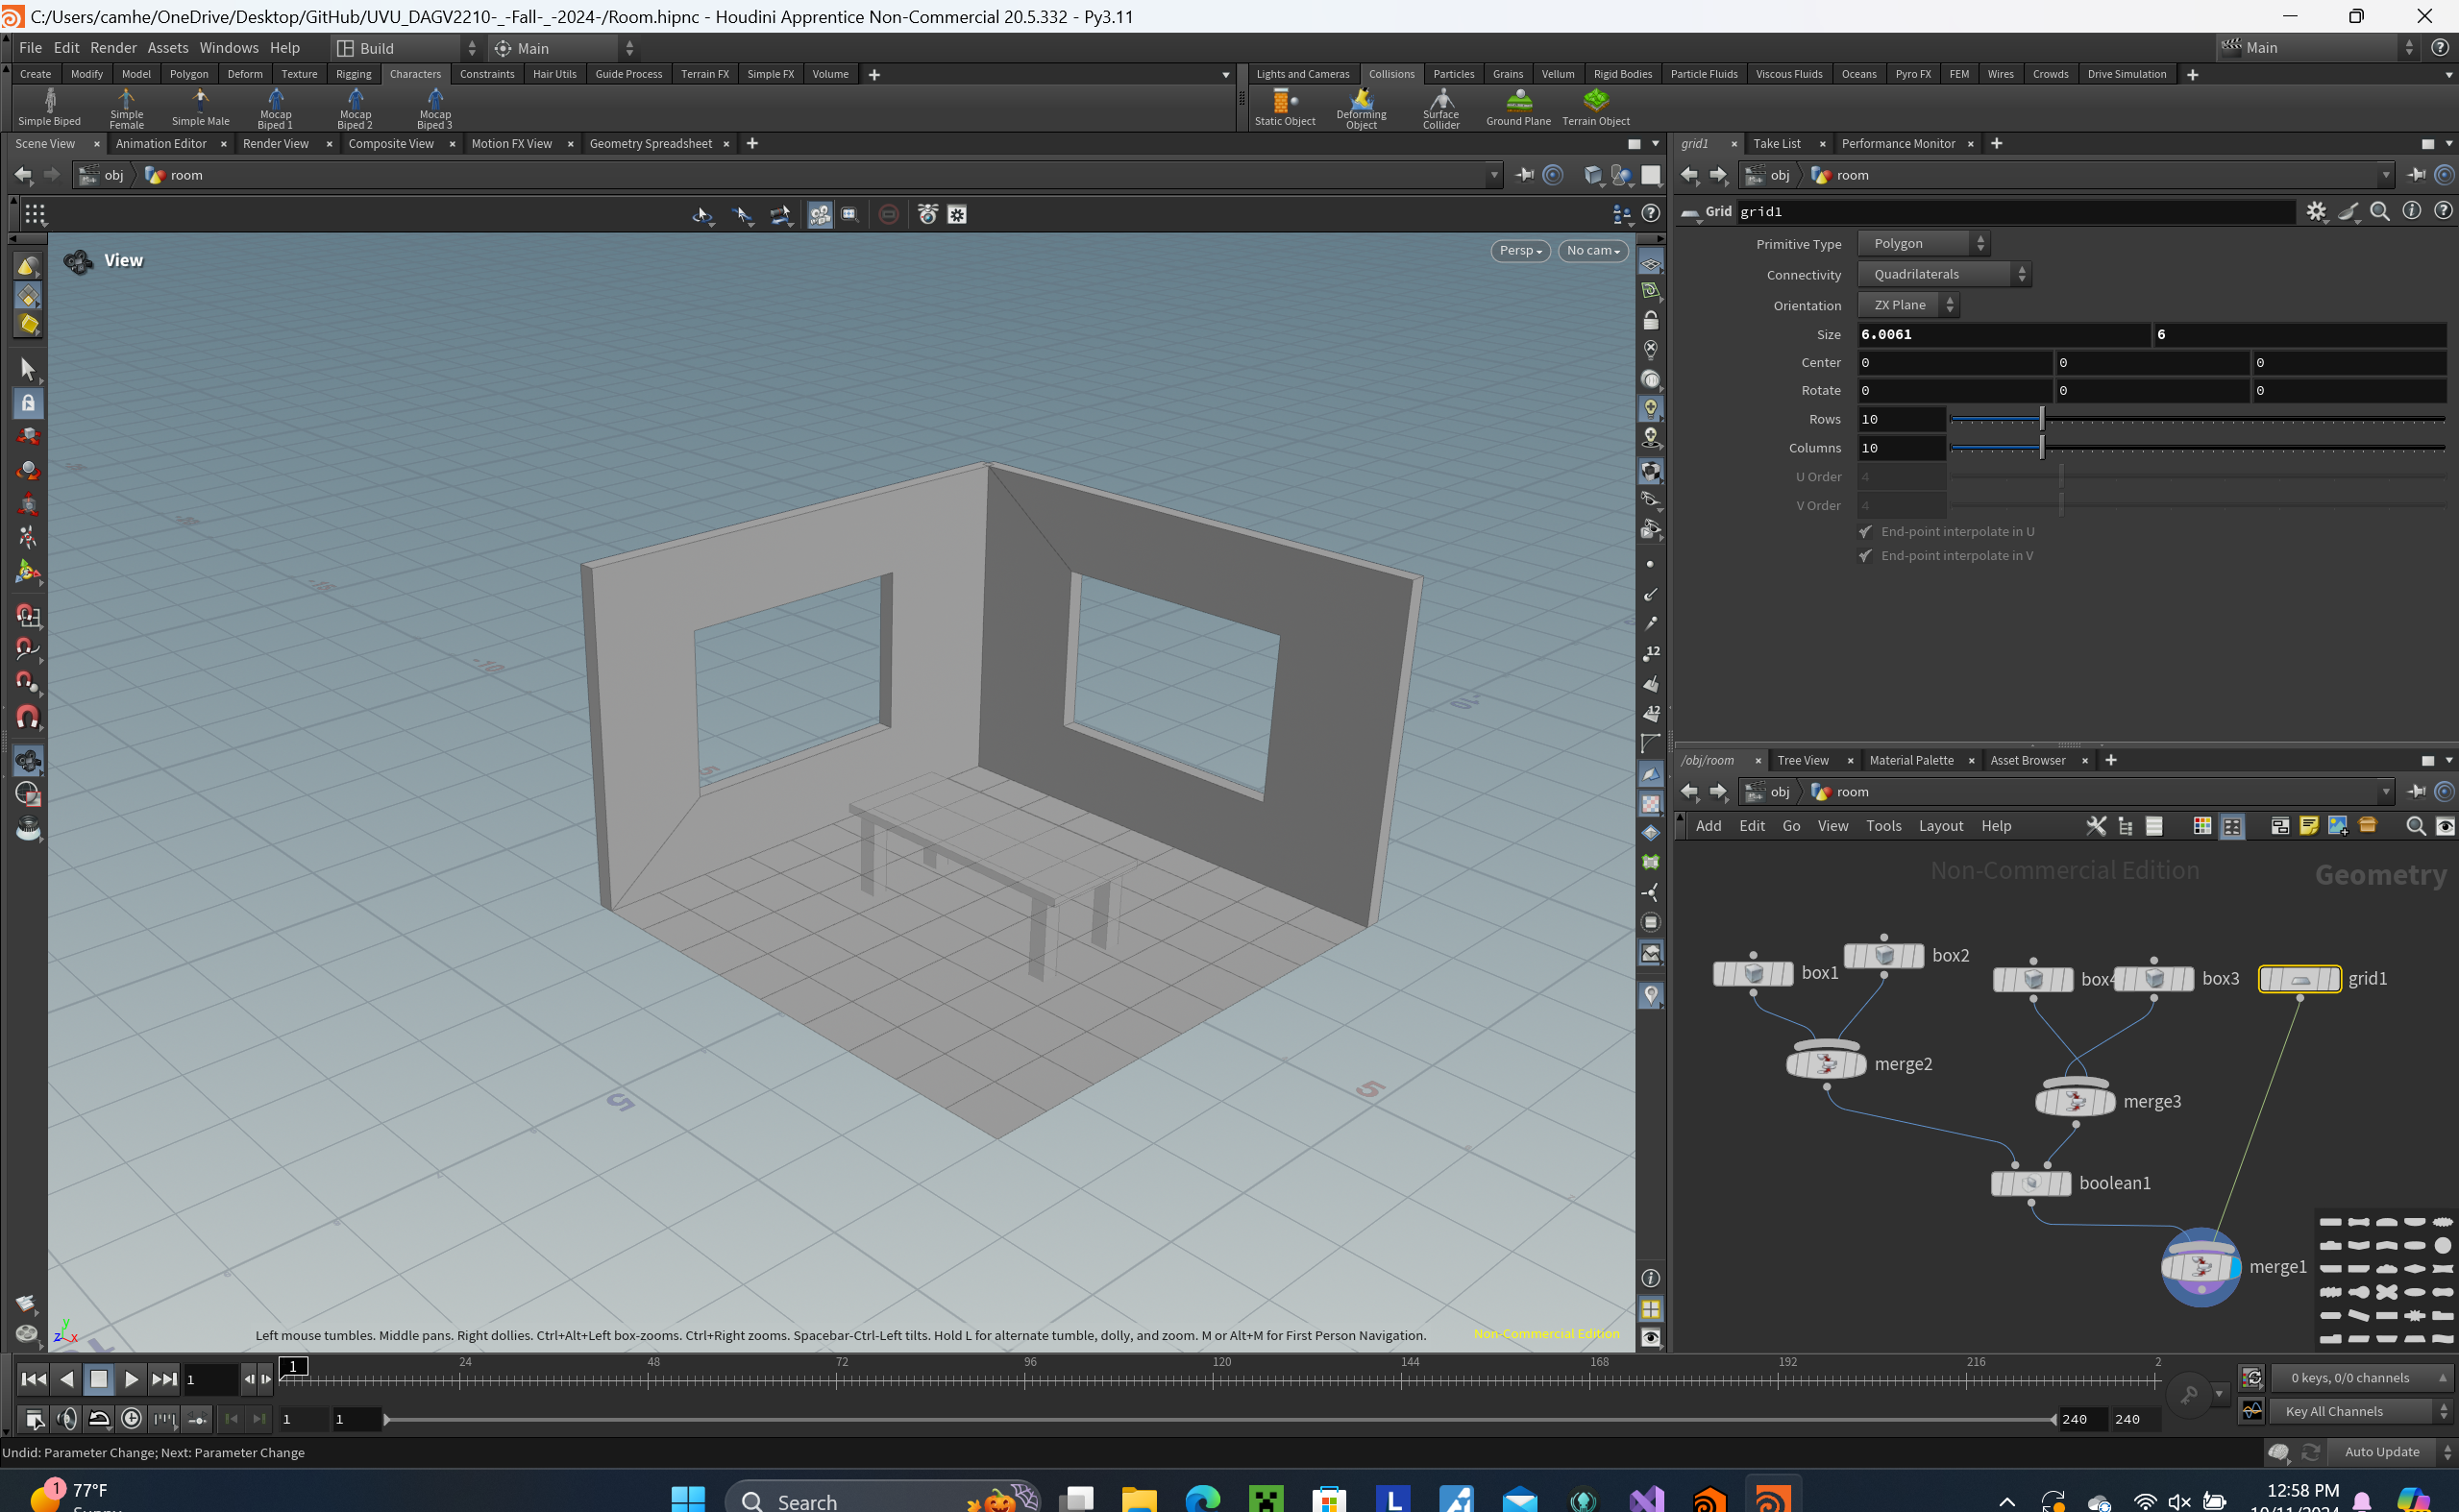 C:/Users/camhe/OneDrive/Desktop/GitHub/UVU_DAGV2210-_-Fall-_-2024-/Room.hipnc - Houdini Apprentice Non-Commercial 20.5.332 - Py3.11
File Edit Render Assets Windows Help Build Main Main
Create Modify Model Polygon Deform Texture Rigging Characters Constraints Hair Utils Guide Process Terrain FX Simple FX Volume
Lights and Cameras Collisions Particles Grains Vellum Rigid Bodies Particle Fluids Viscous Fluids Oceans Pyro FX FEM Wires Crowds Drive Simulation
Simple Biped Simple Female Simple Male Mocap Biped 1 Mocap Biped 2 Mocap Biped 3
Static Object Deforming Object Surface Collider Ground Plane Terrain Object
Scene View Animation Editor Render View Composite View Motion FX View Geometry Spreadsheet
grid1 Take List Performance Monitor
obj room
obj room
Grid grid1
View
Persp No cam
Primitive Type Polygon
Connectivity Quadrilaterals
Orientation ZX Plane
Size 6.0061 6
Center 0 0 0
Rotate 0 0 0
Rows 10
Columns 10
U Order 4
V Order 4
End-point interpolate in U
End-point interpolate in V
12
12
-10
10
5
5
5
/obj/room Tree View Material Palette Asset Browser
obj room
Add Edit Go View Tools Layout Help
Non-Commercial Edition Geometry
box1
box2
box4
box3
grid1
merge2
merge3
boolean1
merge1
z x y
Left mouse tumbles. Middle pans. Right dollies. Ctrl+Alt+Left box-zooms. Ctrl+Right zooms. Spacebar-Ctrl-Left tilts. Hold L for alternate tumble, dolly, and zoom. M or Alt+M for First Person Navigation.
Non-Commercial Edition
1 1 24 48 72 96 120 144 168 192 216 2
0 keys, 0/0 channels
1 1 240 240
Key All Channels
Undid: Parameter Change; Next: Parameter Change
Auto Update
1 77°F
Search
L
12:58 PM
10/11/2024